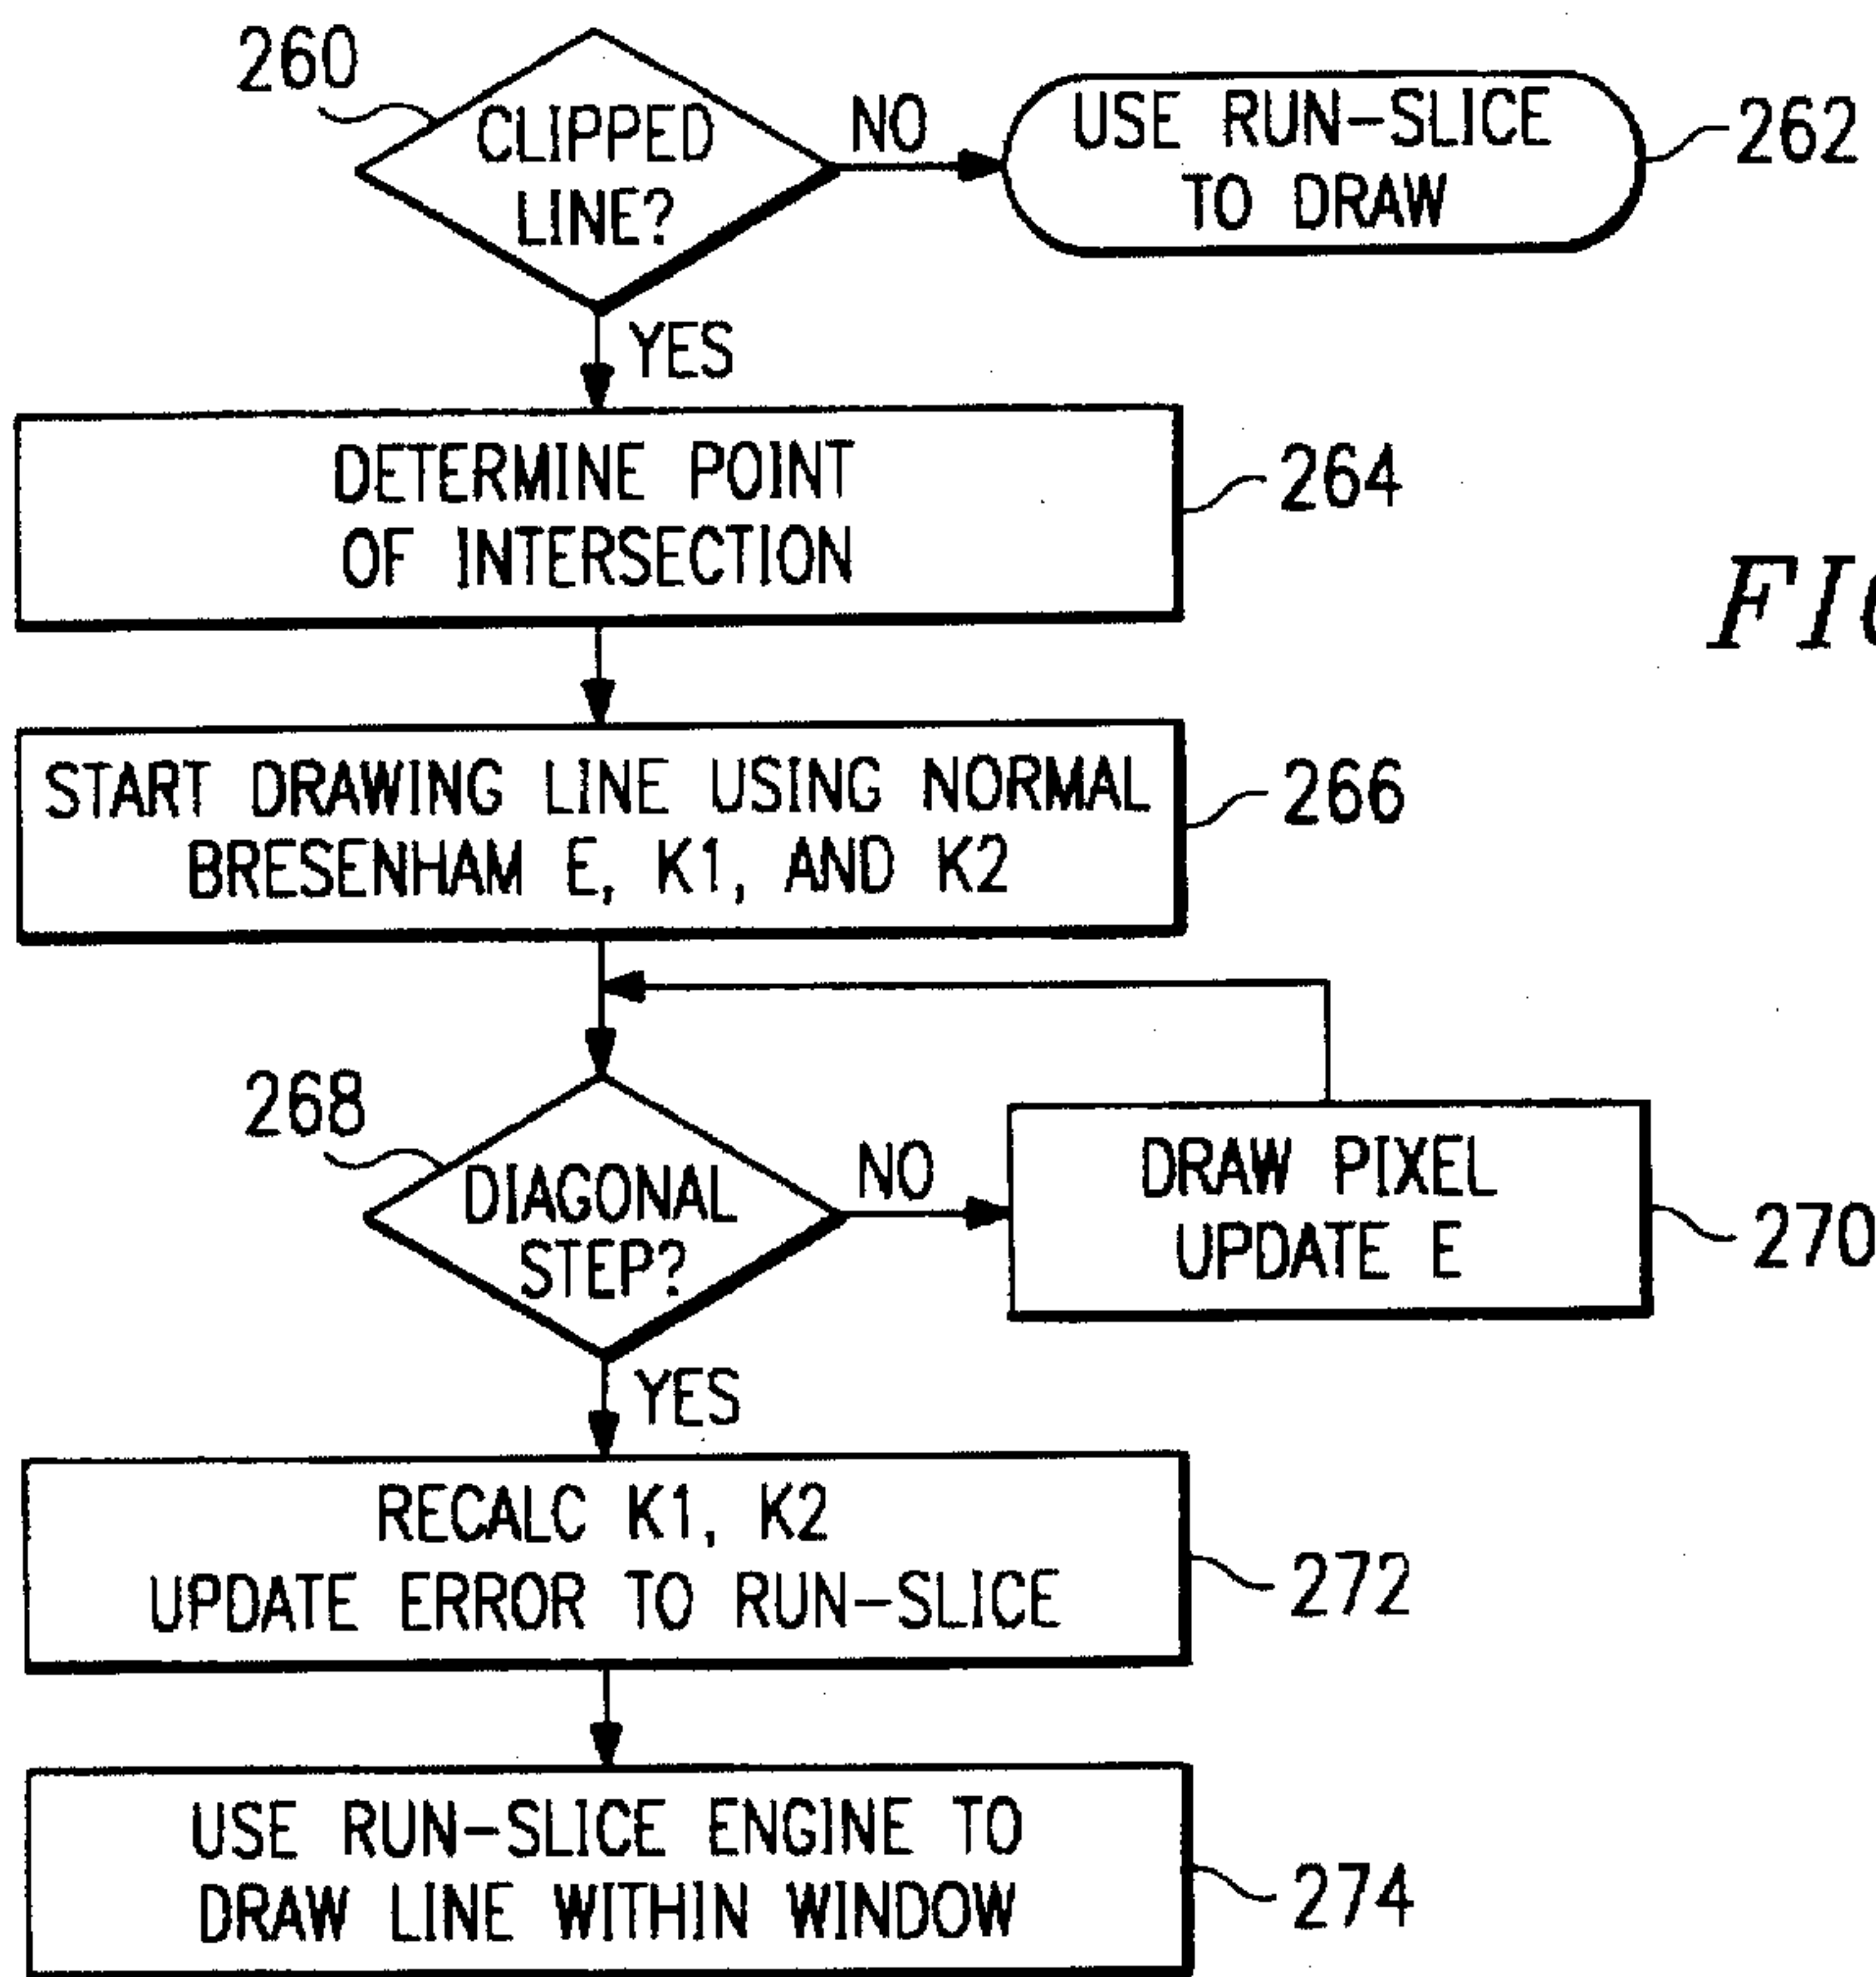 260
CLIPPED
LINE?
NO
USE RUN-SLICE
TO DRAW
262
YES
DETERMINE POINT
OF INTERSECTION
264
START DRAWING LINE USING NORMAL
BRESENHAM E, K1, AND K2
266
268
DIAGONAL
STEP?
NO
DRAW PIXEL
UPDATE E
270
YES
RECALC K1, K2
UPDATE ERROR TO RUN-SLICE
272
USE RUN-SLICE ENGINE TO
DRAW LINE WITHIN WINDOW
274